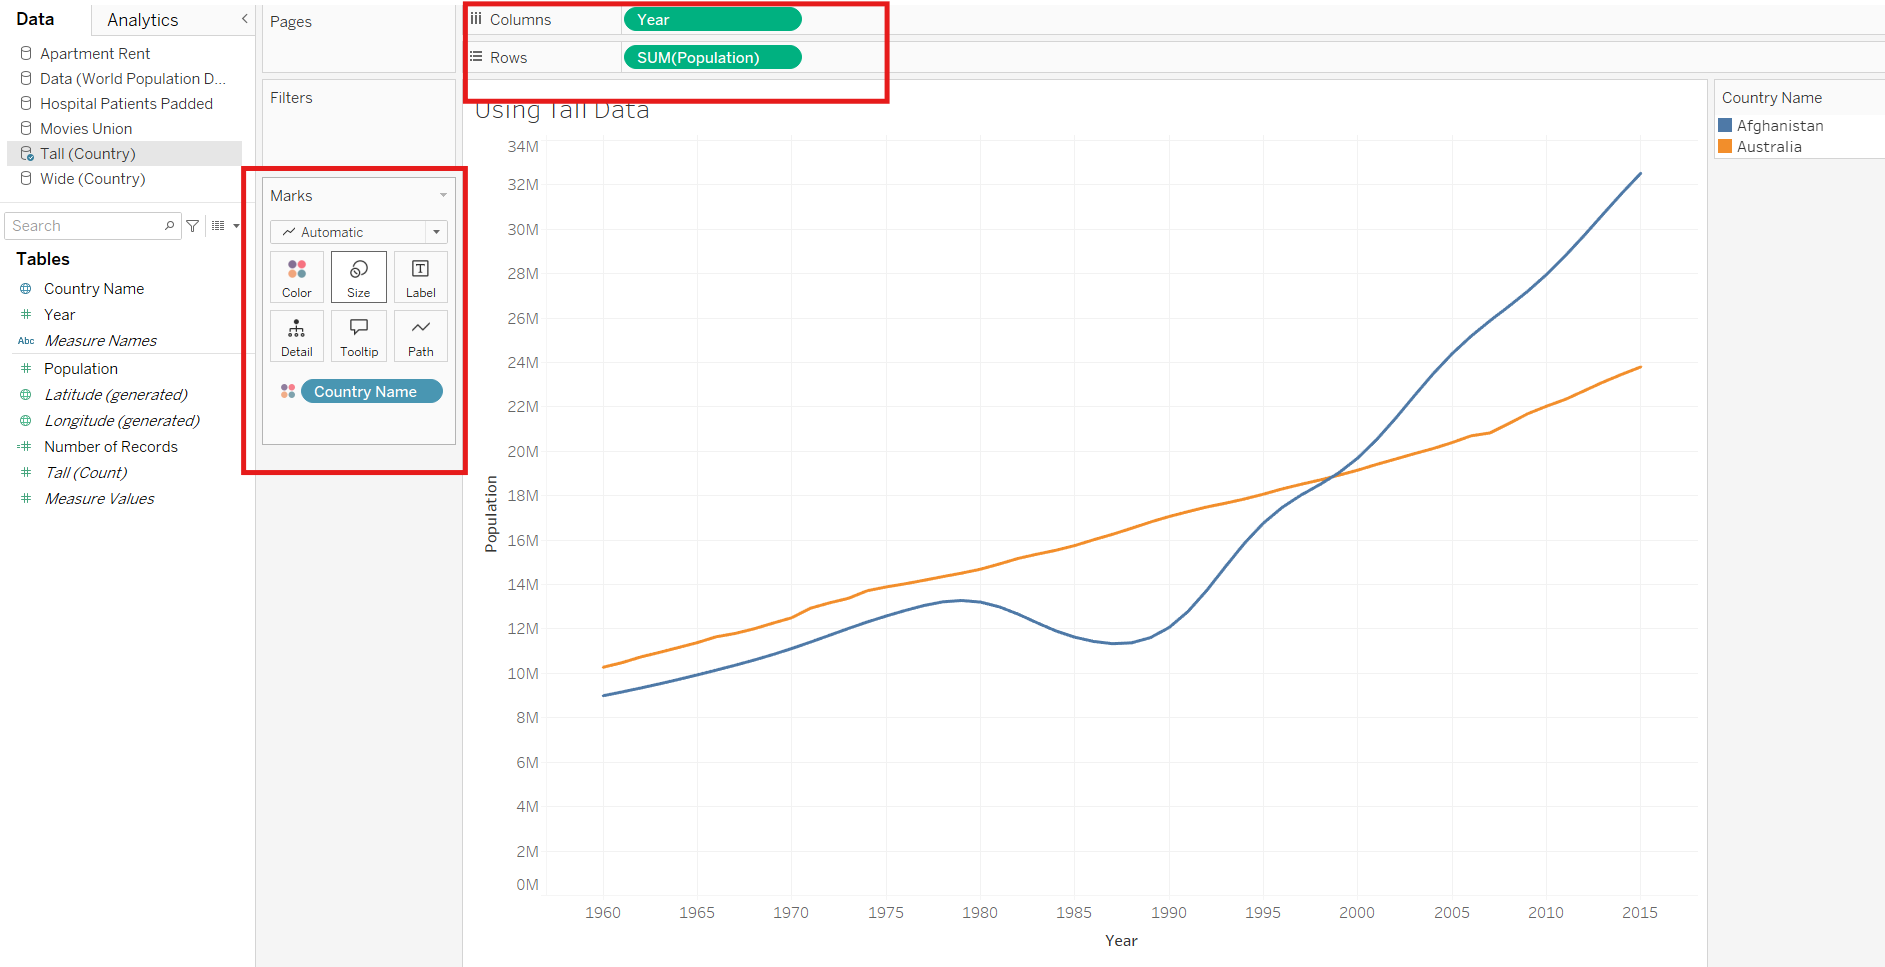 Data
Analytics
Apartment Rent
Data (World Population D...
Hospital Patients Padded
Movies Union
Tall (Country)
Wide (Country)
Search
Tables
Country Name
Year
Abc Measure Names
Population
Latitude (generated)
Longitude (generated)
Number of Records
Tall (Count)
Measure Values
Pages
Filters
Marks
Automatic
Color Size Label
Detail Tooltip Path
Country Name
Columns Year
Rows SUM(Population)
Using Tall Data
34M
32M
30M
28M
26M
24M
22M
20M
18M
16M
14M
12M
10M
8M
6M
4M
2M
0M
Population
1960 1965 1970 1975 1980 1985 1990 1995 2000 2005 2010 2015
Year
Country Name
Afghanistan
Australia